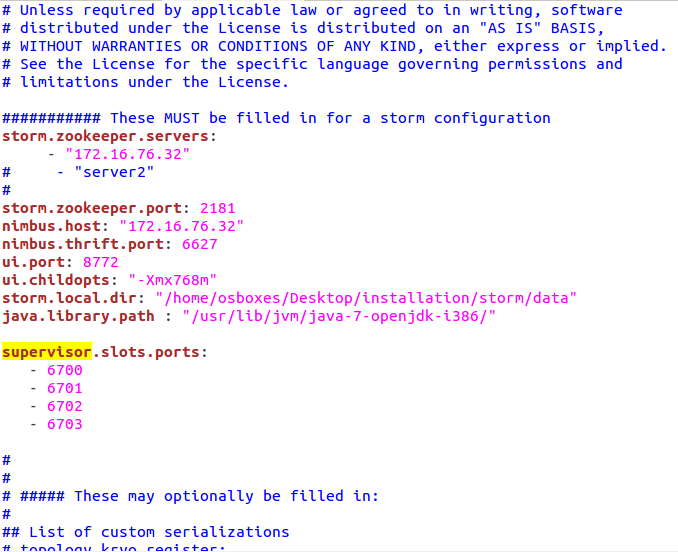 # Unless required by applicable law or agreed to in writing, software
# distributed under the License is distributed on an "AS IS" BASIS,
# WITHOUT WARRANTIES OR CONDITIONS OF ANY KIND, either express or implied.
# See the License for the specific language governing permissions and
# limitations under the License.

########### These MUST be filled in for a storm configuration
storm.zookeeper.servers:
     - "172.16.76.32"
#     - "server2"
#
storm.zookeeper.port: 2181
nimbus.host: "172.16.76.32"
nimbus.thrift.port: 6627
ui.port: 8772
ui.childopts: "-Xmx768m"
storm.local.dir: "/home/osboxes/Desktop/installation/storm/data"
java.library.path : "/usr/lib/jvm/java-7-openjdk-i386/"

supervisor.slots.ports:
   - 6700
   - 6701
   - 6702
   - 6703

#
#
# ##### These may optionally be filled in:
#
## List of custom serializations
# topology.kryo.register: